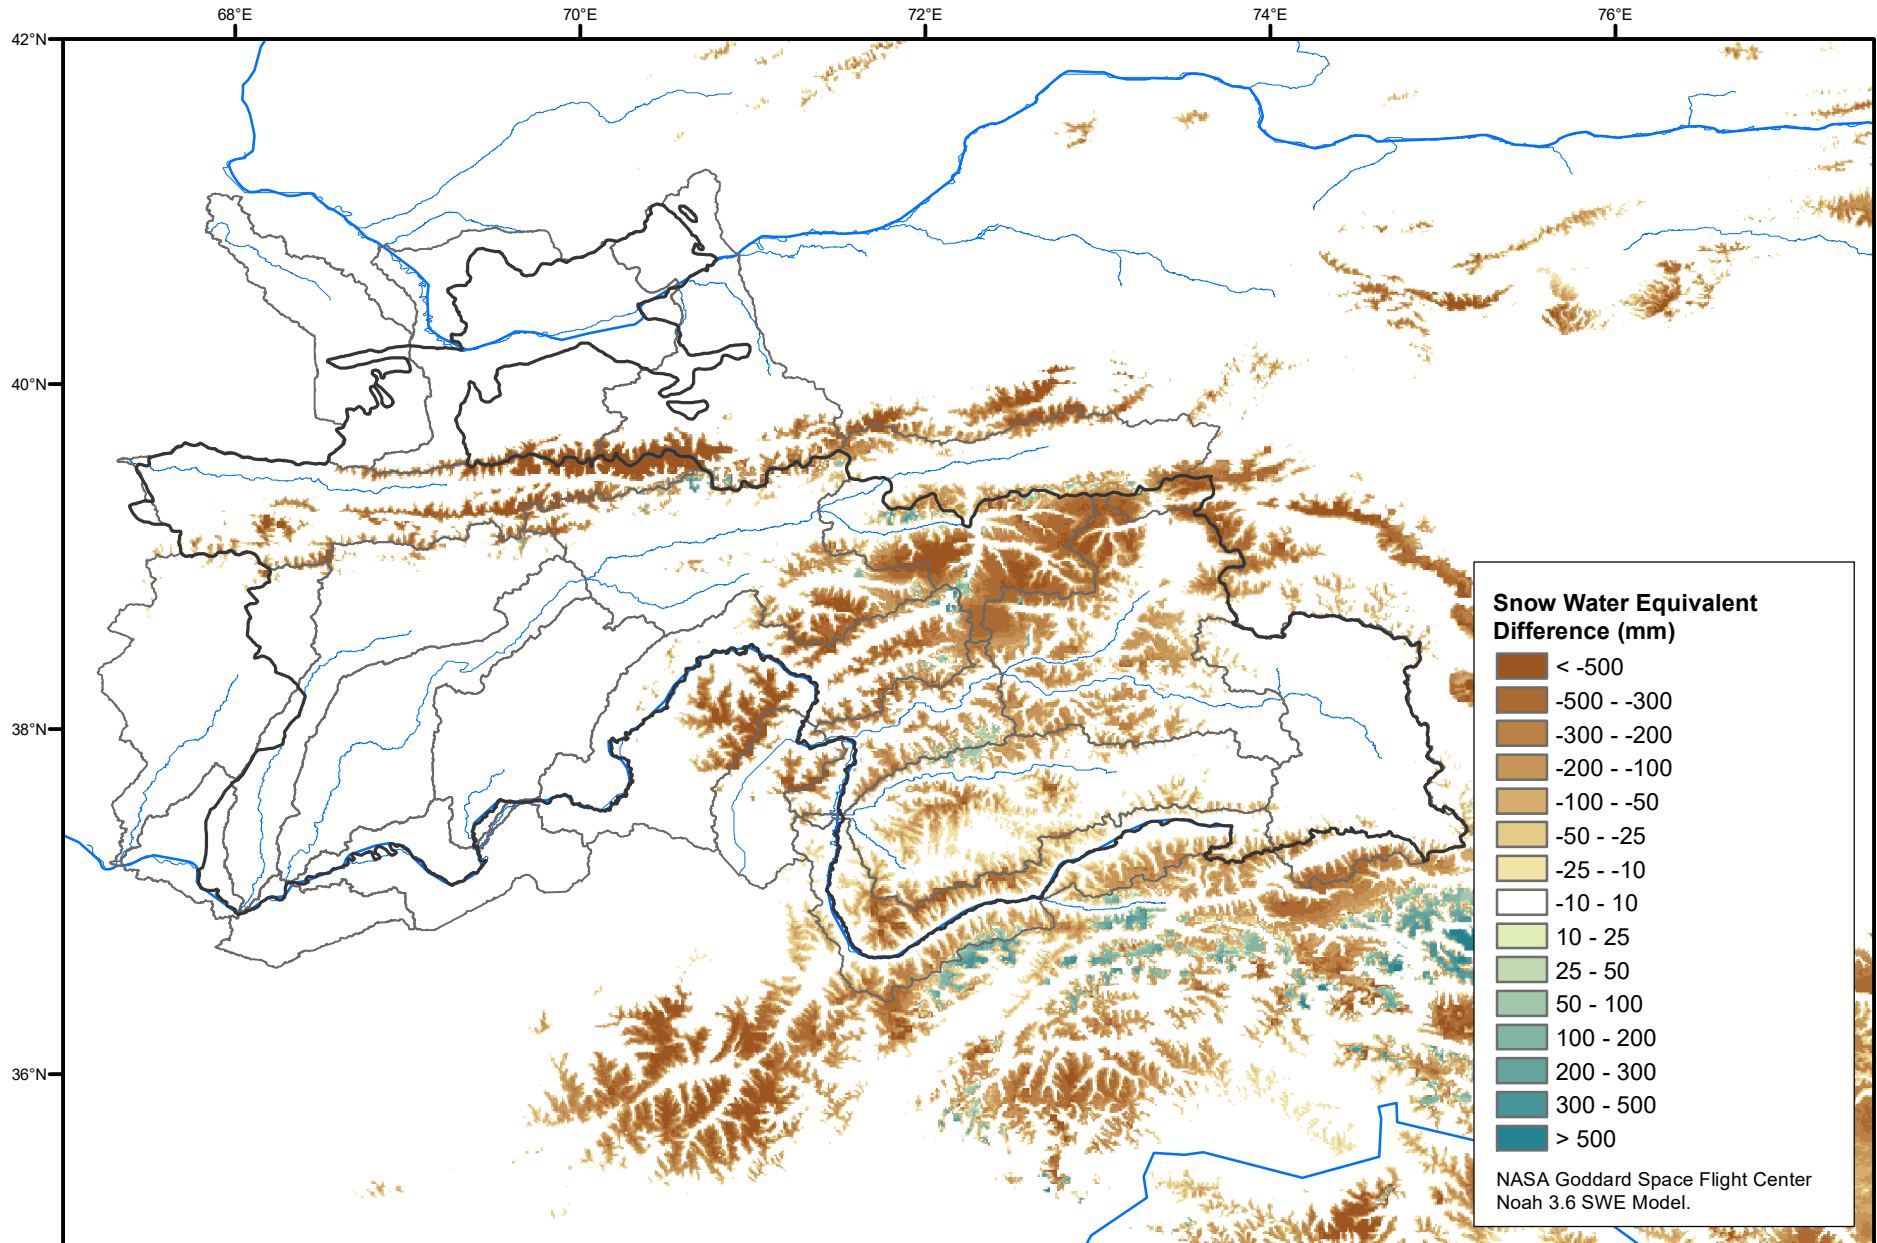 68°E 70°E 72°E 74°E 76°E
42°N
40°N
38°N
36°N
Snow Water Equivalent
Difference (mm)
< -500
-500 - -300
-300 - -200
-200 - -100
-100 - -50
-50 - -25
-25 - -10
-10 - 10
10 - 25
25 - 50
50 - 100
100 - 200
200 - 300
300 - 500
> 500
NASA Goddard Space Flight Center
Noah 3.6 SWE Model.